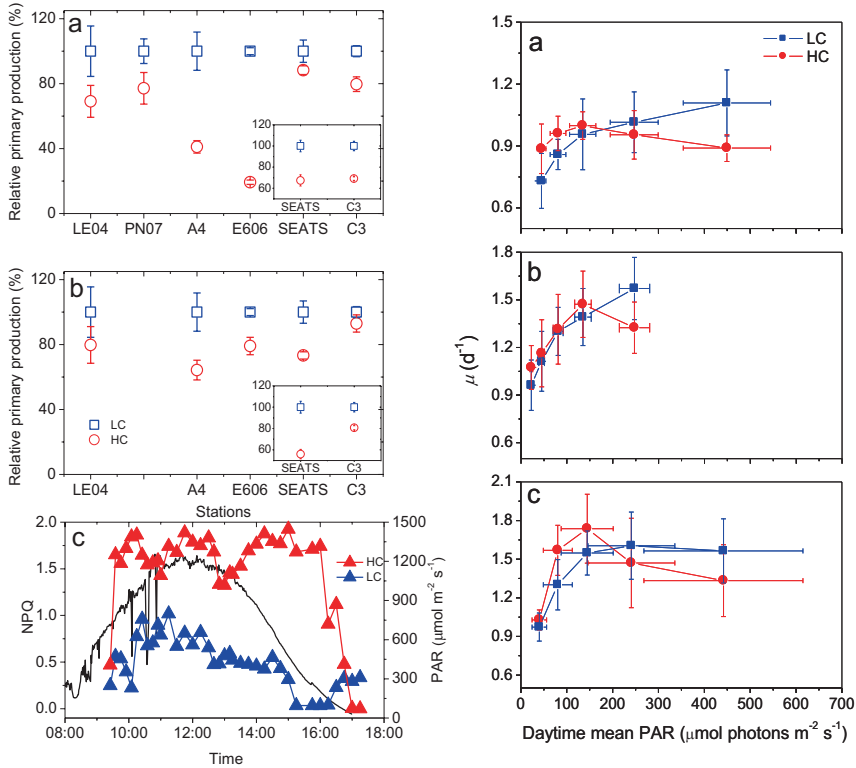 a
Relative primary production (%)
120
80
40
0
100
80
60
SEATS
C3
LE04
PN07
A4
E606
SEATS
C3
b
Relative primary production (%)
120
80
40
0
LC
HC
100
80
60
SEATS
C3
LE04
A4
E606
SEATS
C3
Stations
c
NPQ
2.0
1.5
1.0
0.5
0.0
HC
LC
1500
1200
900
600
300
0
PAR (µmol m⁻² s⁻¹)
08:00
10:00
12:00
14:00
16:00
18:00
Time
a
LC
HC
1.5
1.2
0.9
0.6
b
µ (d⁻¹)
1.8
1.5
1.2
0.9
0.6
c
2.1
1.8
1.5
1.2
0.9
0.6
0
50
100
150
200
250
300
400
500
600
700
Daytime mean PAR (µmol photons m⁻² s⁻¹)